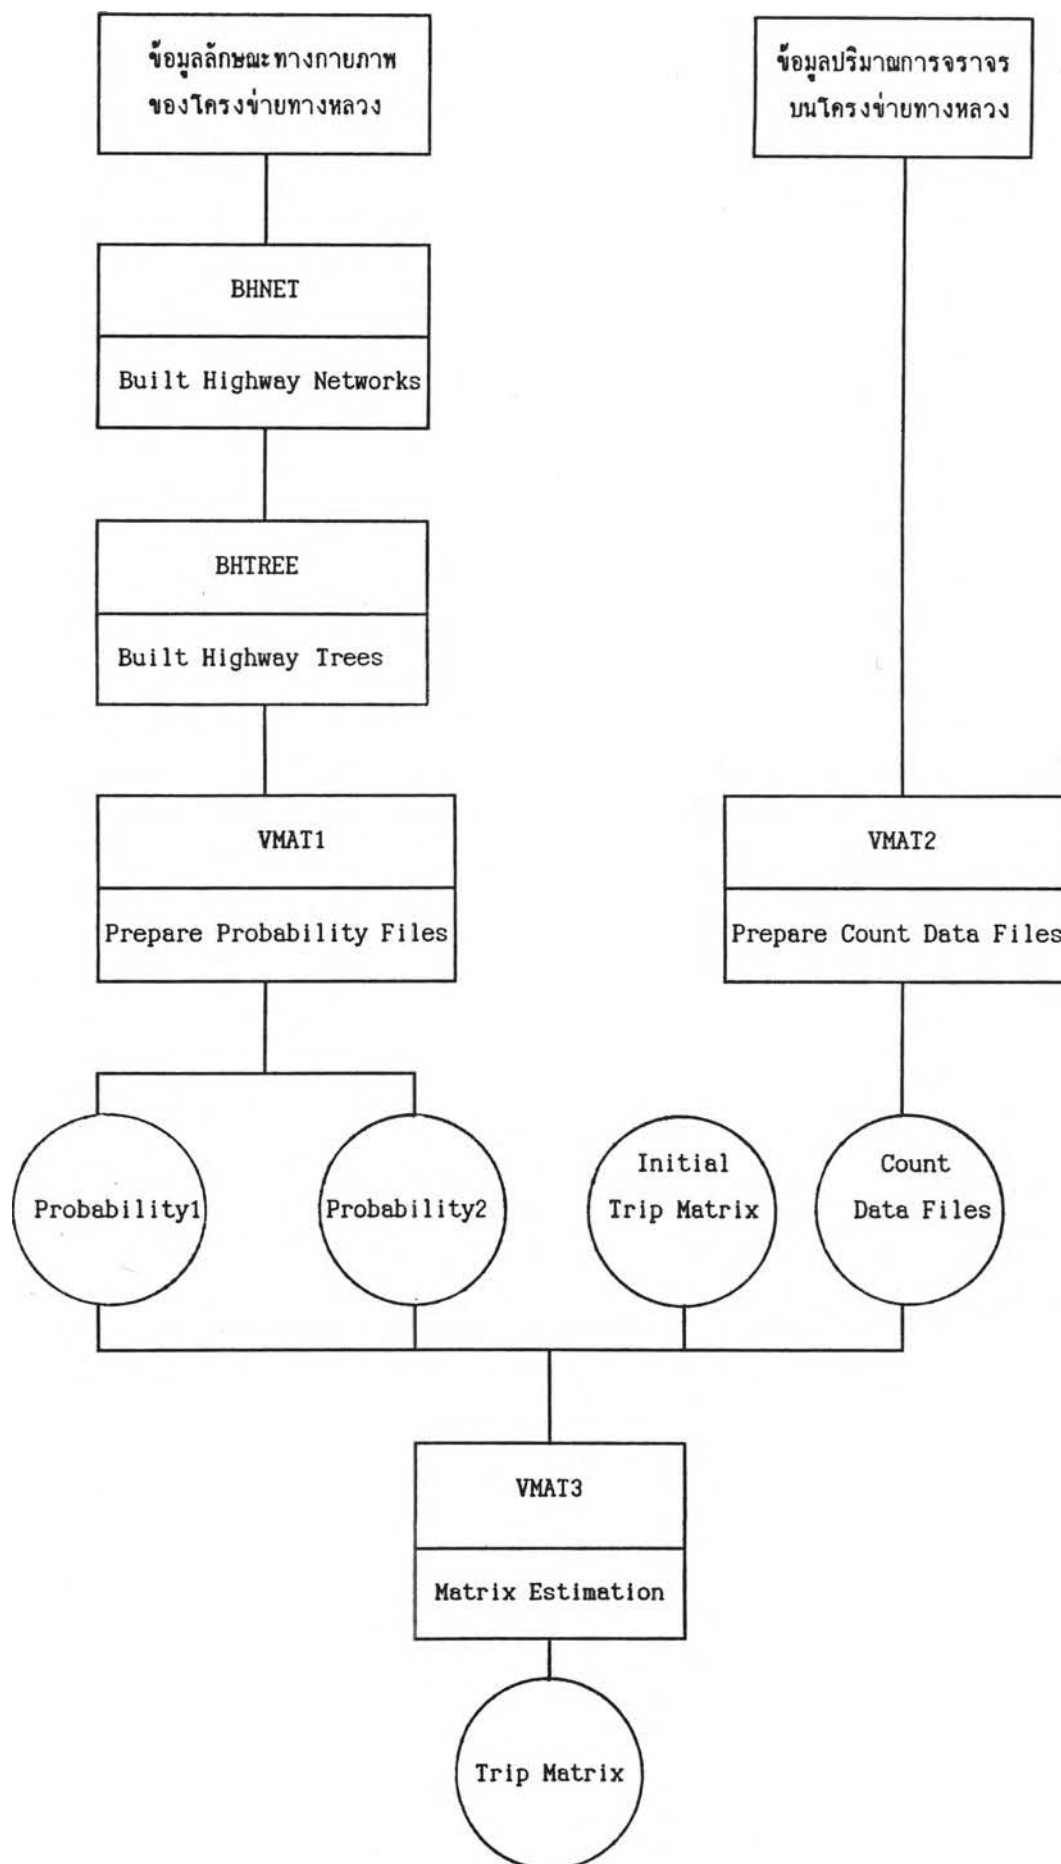 ข้อมูลลักษณะทางกายภาพ
ของโครงข่ายทางหลวง
ข้อมูลปริมาณการจราจร
บนโครงข่ายทางหลวง
BHNET
Built Highway Networks
BHTREE
Built Highway Trees
VMAT1
Prepare Probability Files
VMAT2
Prepare Count Data Files
Probability1
Probability2
Initial
Trip Matrix
Count
Data Files
VMAT3
Matrix Estimation
Trip Matrix